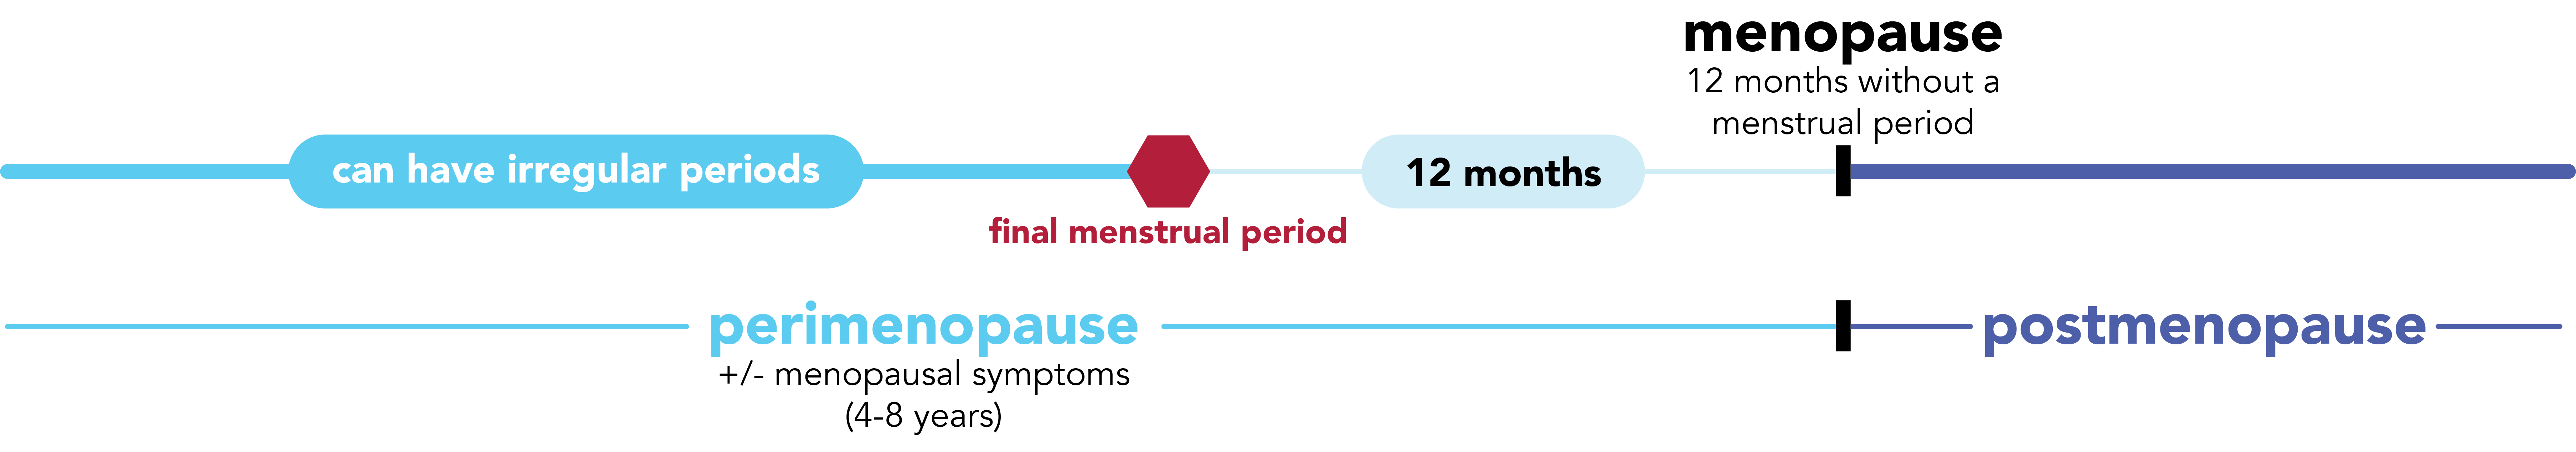 menopause
12 months without a
menstrual period
can have irregular periods
12 months
final menstrual period
perimenopause
+/- menopausal symptoms
(4-8 years)
postmenopause